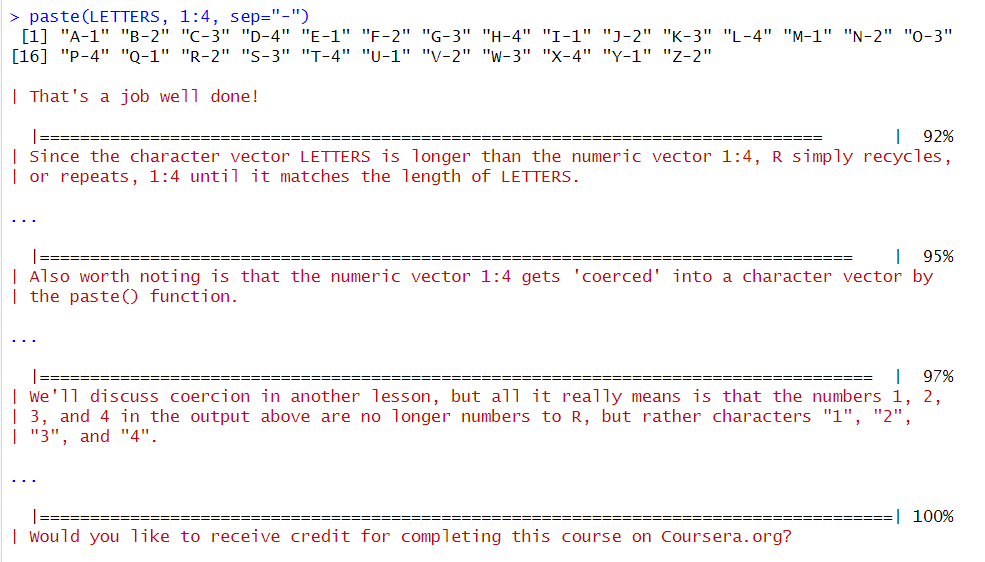 > paste(LETTERS, 1:4, sep="-")
[1] "A-1" "B-2" "C-3" "D-4" "E-1" "F-2" "G-3" "H-4" "I-1" "J-2" "K-3" "L-4" "M-1" "N-2" "O-3"
[16] "P-4" "Q-1" "R-2" "S-3" "T-4" "U-1" "V-2" "W-3" "X-4" "Y-1" "Z-2"
| That's a job well done!
|============================================================================== | 92%
| Since the character vector LETTERS is longer than the numeric vector 1:4, R simply recycles,
| or repeats, 1:4 until it matches the length of LETTERS.
...
|================================================================================= | 95%
| Also worth noting is that the numeric vector 1:4 gets 'coerced' into a character vector by
| the paste() function.
...
|=================================================================================== | 97%
| We'll discuss coercion in another lesson, but all it really means is that the numbers 1, 2,
| 3, and 4 in the output above are no longer numbers to R, but rather characters "1", "2",
| "3", and "4".
...
|=====================================================================================| 100%
| Would you like to receive credit for completing this course on Coursera.org?